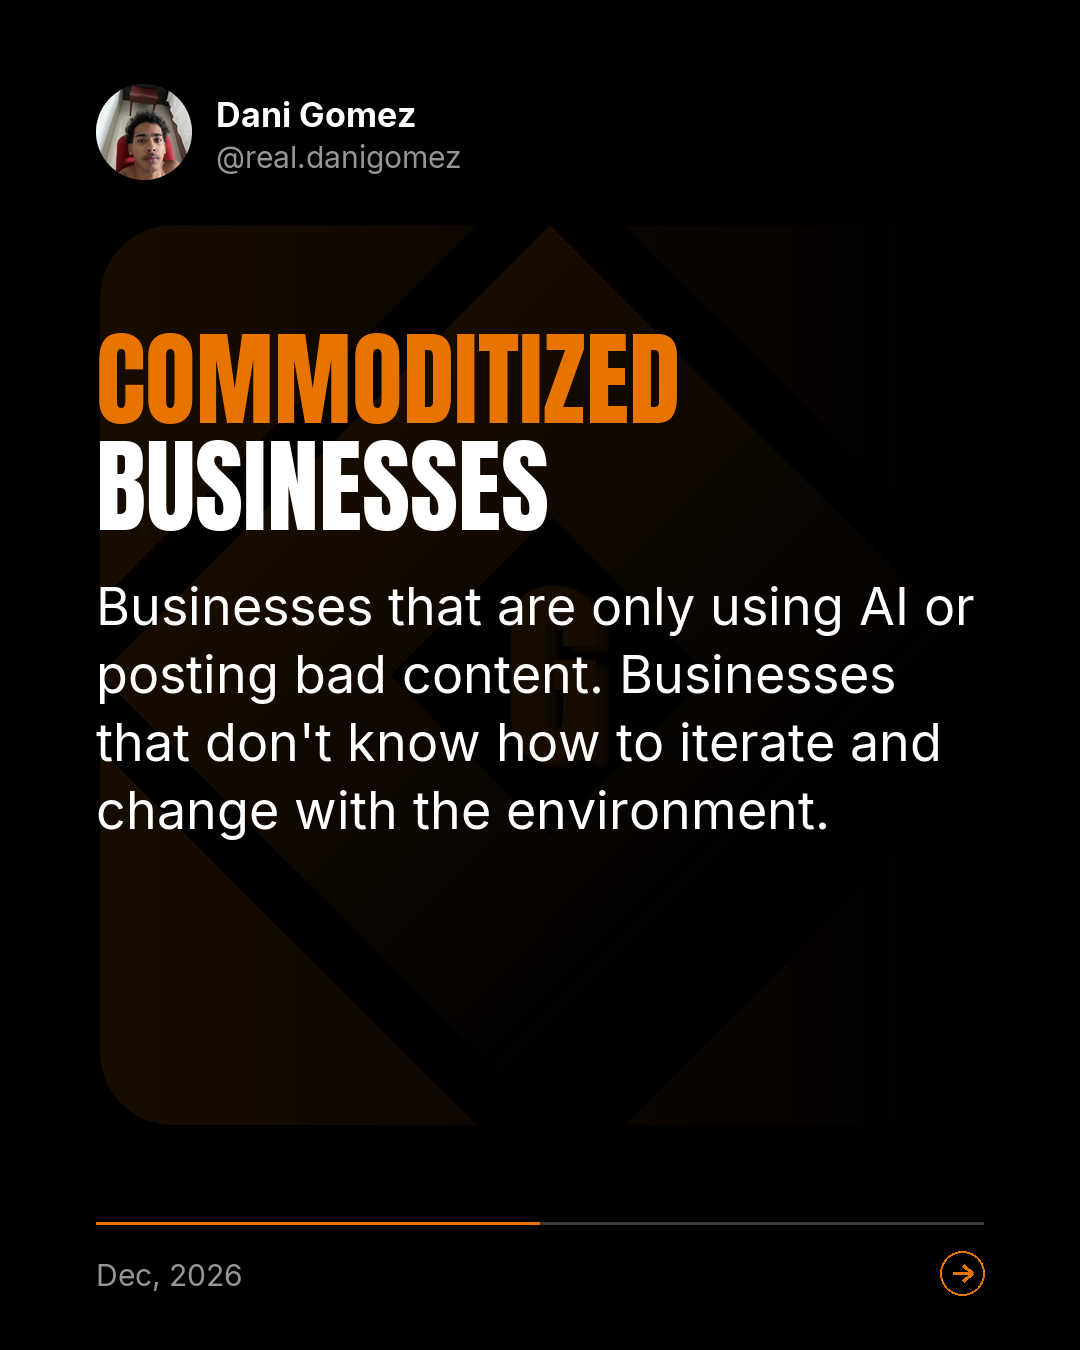 Dani Gomez
@real.danigomez
COMMODITIZED
BUSINESSES
Businesses that are only using AI or
posting bad content. Businesses
that don't know how to iterate and
change with the environment.
G
Dec, 2026